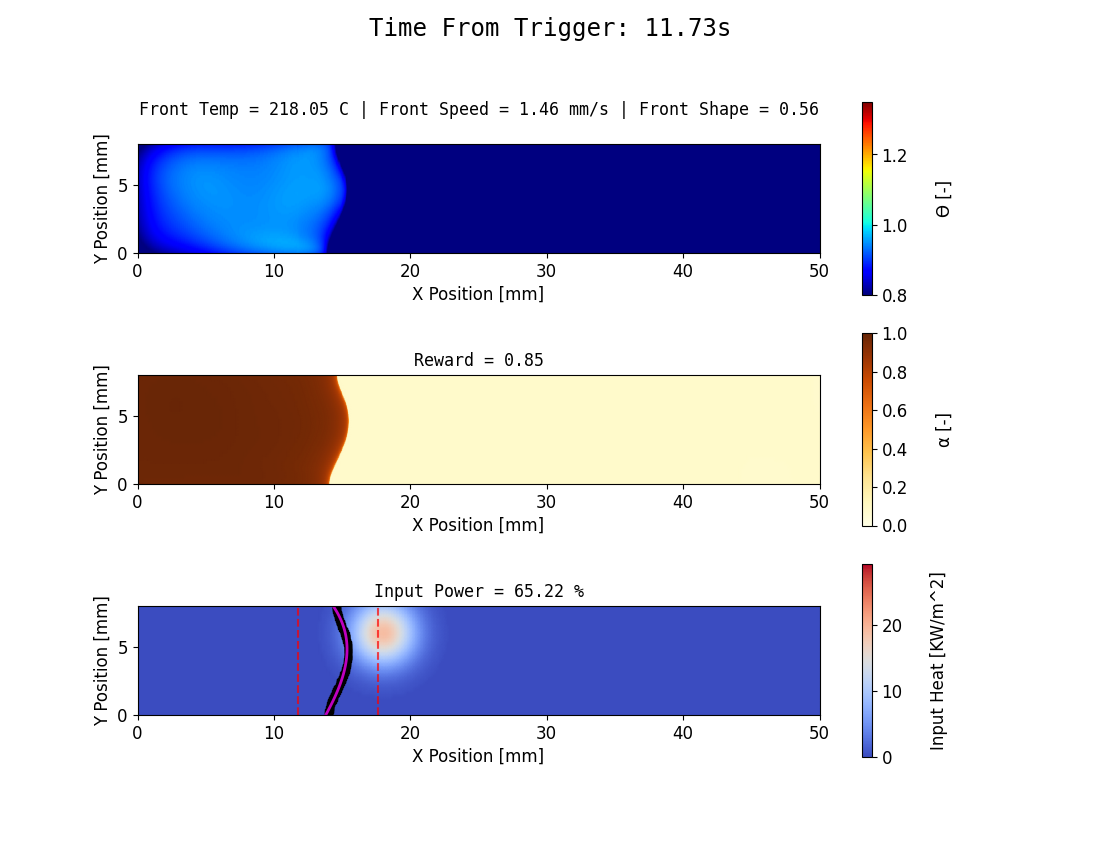 Time From Trigger: 11.73s
Front Temp = 218.05 C | Front Speed = 1.46 mm/s | Front Shape = 0.56
Y Position [mm]
5
0
0 10 20 30 40 50
X Position [mm]
1.2
1.0
0.8
Θ [-]
Reward = 0.85
Y Position [mm]
5
0
0 10 20 30 40 50
X Position [mm]
1.0
0.8
0.6
0.4
0.2
0.0
α [-]
Input Power = 65.22 %
Y Position [mm]
5
0
0 10 20 30 40 50
X Position [mm]
20
10
0
Input Heat [KW/m^2]